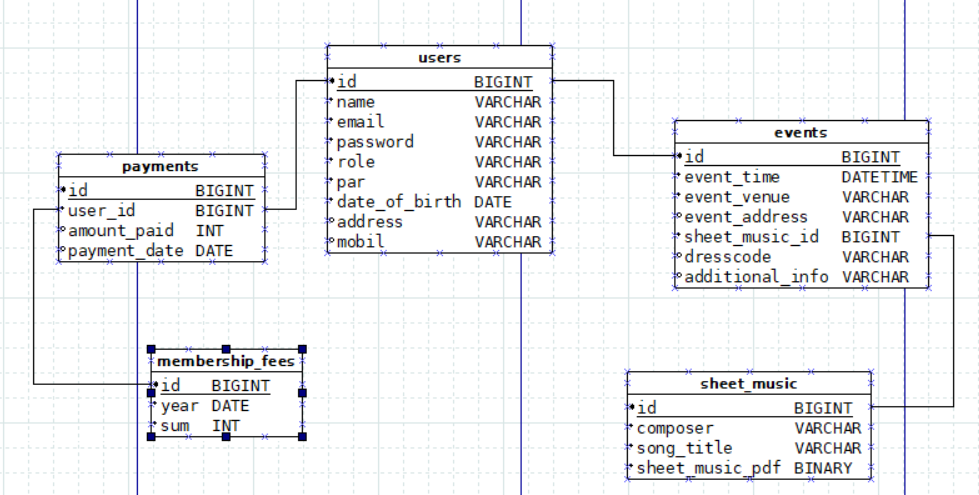 users
id BIGINT
name VARCHAR
email VARCHAR
password VARCHAR
role VARCHAR
par VARCHAR
date_of_birth DATE
address VARCHAR
mobil VARCHAR
events
id BIGINT
event_time DATETIME
event_venue VARCHAR
event_address VARCHAR
sheet_music_id BIGINT
dresscode VARCHAR
additional_info VARCHAR
payments
id BIGINT
user_id BIGINT
amount_paid INT
payment_date DATE
membership_fees
id BIGINT
year DATE
sum INT
sheet_music
id BIGINT
composer VARCHAR
song_title VARCHAR
sheet_music_pdf BINARY